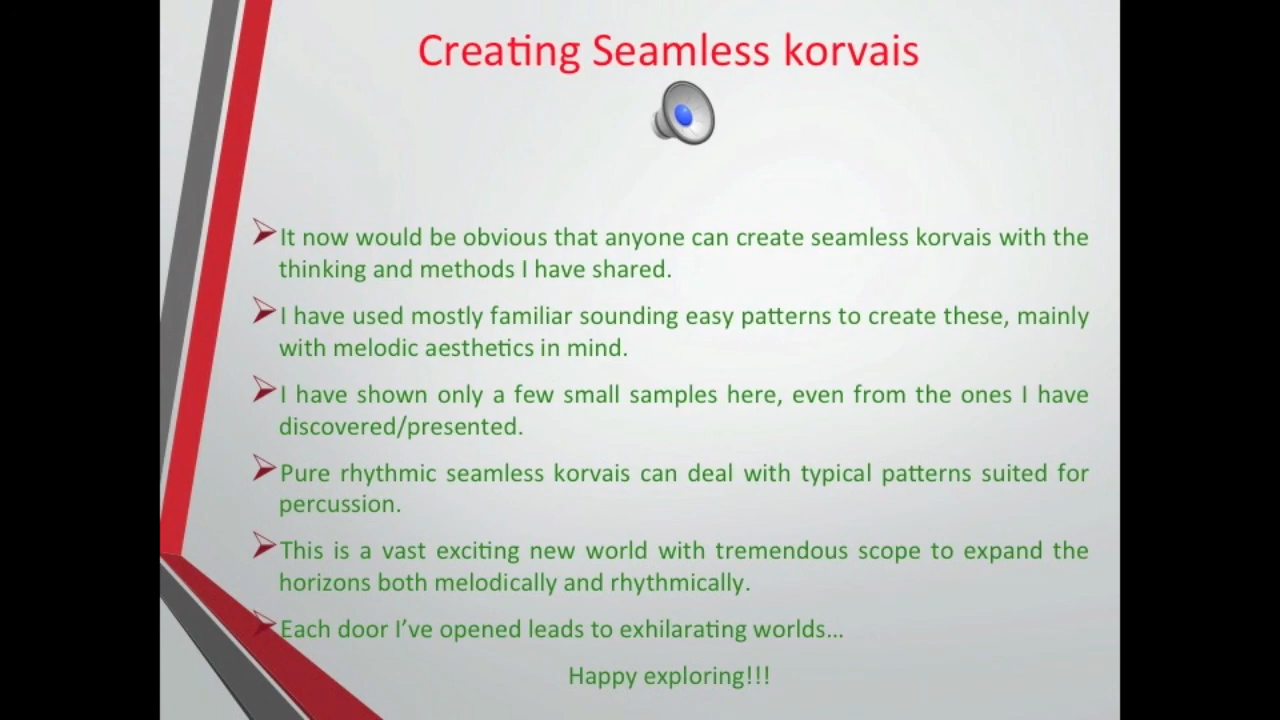 Creating Seamless korvais
It now would be obvious that anyone can create seamless korvais with the
thinking and methods I have shared.
I have used mostly familiar sounding easy patterns to create these, mainly
with melodic aesthetics in mind.
I have shown only a few small samples here, even from the ones I have
discovered/presented.
Pure rhythmic seamless korvais can deal with typical patterns suited for
percussion.
This is a vast exciting new world with tremendous scope to expand the
horizons both melodically and rhythmically.
Each door I’ve opened leads to exhilarating worlds…
Happy exploring!!!